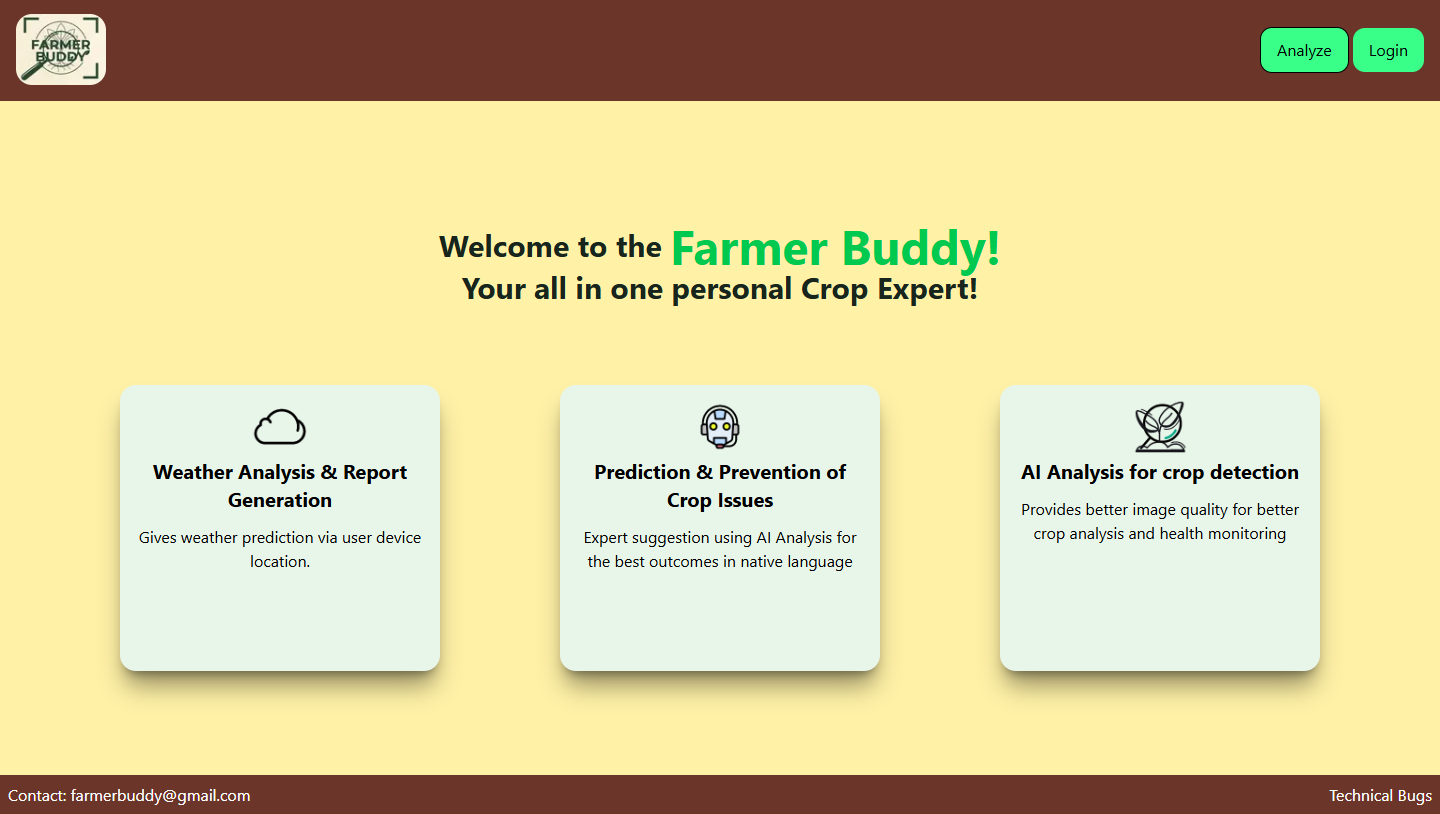 FARMER
BUDDY
Analyze
Login
Welcome to the Farmer Buddy!
Your all in one personal Crop Expert!
Weather Analysis & Report
Generation
Gives weather prediction via user device
location.
Prediction & Prevention of
Crop Issues
Expert suggestion using AI Analysis for
the best outcomes in native language
AI Analysis for crop detection
Provides better image quality for better
crop analysis and health monitoring
Contact: farmerbuddy@gmail.com
Technical Bugs